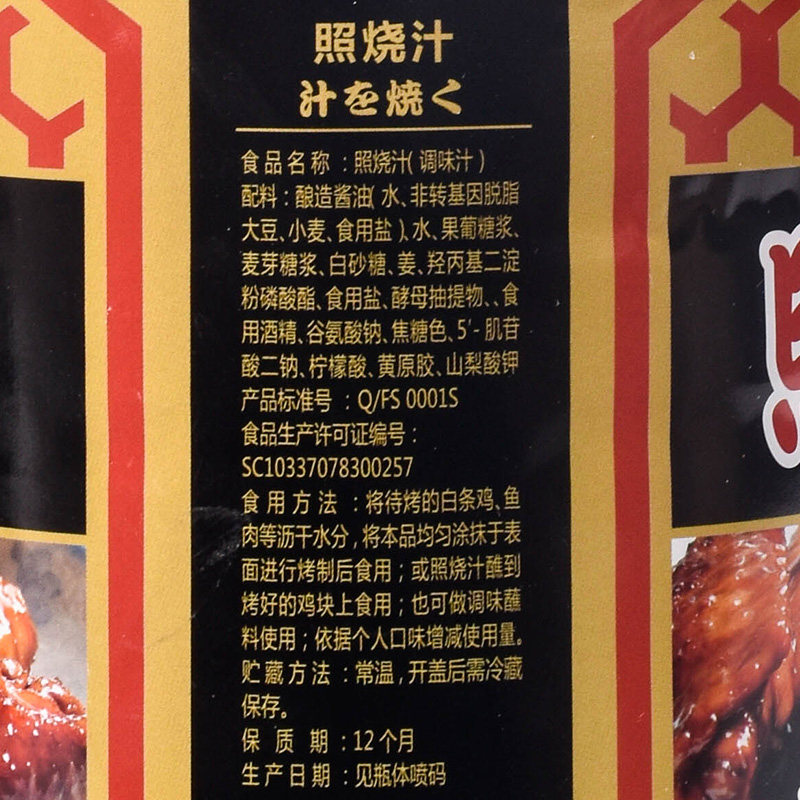 照烧汁
汁を焼く
食品名称：照烧汁(调味汁)
配料：酿造酱油(水、非转基因脱脂
大豆、小麦、食用盐)、水、果葡糖浆、
麦芽糖浆、白砂糖、姜、羟丙基二淀
粉磷酸酯、食用盐、酵母抽提物、、食
用酒精、谷氨酸钠、焦糖色、5'-肌苷
酸二钠、柠檬酸、黄原胶、山梨酸钾
产品标准号：Q/FS 0001S
食品生产许可证编号：
SC10337078300257
食用方法：将待烤的白条鸡、鱼
肉等沥干水分，将本品均匀涂抹于表
面进行烤制后食用；或照烧汁蘸到
烤好的鸡块上食用；也可做调味蘸
料使用；依据个人口味增减使用量。
贮藏方法：常温，开盖后需冷藏
保存。
保质期：12个月
生产日期：见瓶体喷码